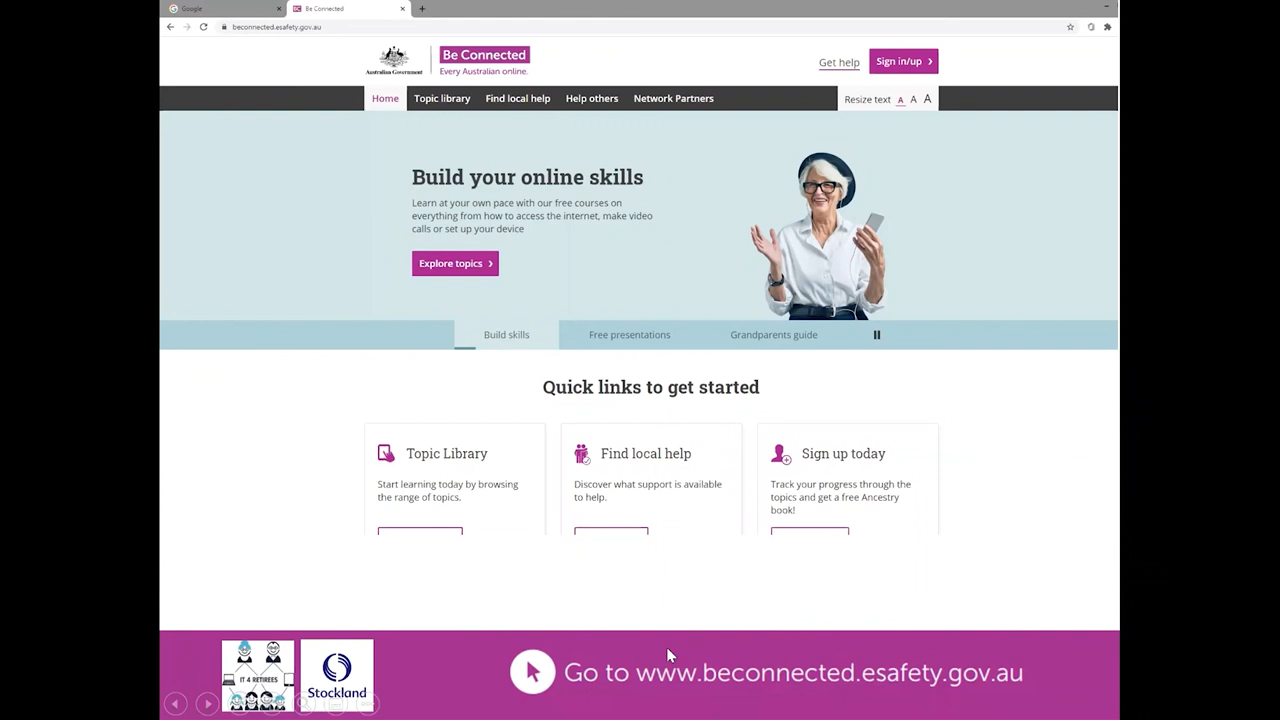 Google
Be Connected
beconnected.esafety.gov.au
Australian Government
Be Connected
Every Australian online.
Get help
Sign in/up
Home
Topic library
Find local help
Help others
Network Partners
Resize text A A A
Build your online skills
Learn at your own pace with our free courses on
everything from how to access the internet, make video
calls or set up your device
Explore topics
Build skills
Free presentations
Grandparents guide
Quick links to get started
Topic Library
Start learning today by browsing
the range of topics.
Find local help
Discover what support is available
to help.
Sign up today
Track your progress through the
topics and get a free Ancestry
book!
IT 4 RETIREES
Stockland
Go to www.beconnected.esafety.gov.au